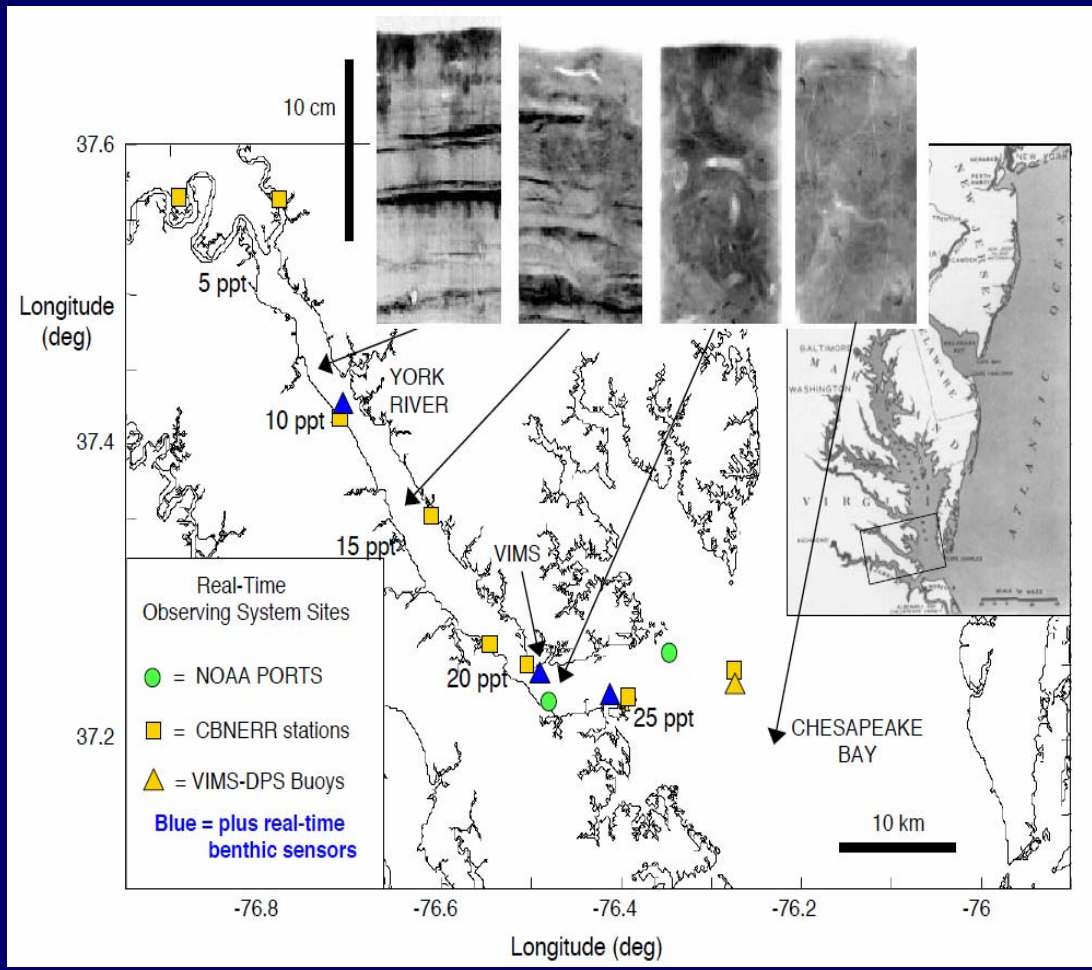 10 cm
37.6
Longitude
(deg)
5 ppt
YORK
RIVER
10 ppt
37.4
15 ppt
VIMS
20 ppt
25 ppt
37.2
CHESAPEAKE
BAY
10 km
Real-Time
Observing System Sites
= NOAA PORTS
= CBNERR stations
= VIMS-DPS Buoys
Blue = plus real-time
benthic sensors
NEW YORK
NEW JERSEY
TRENTON
CAMDEN
BALTIMORE
WASHINGTON
VIRGINIA
RICHMOND
ATLANTIC OCEAN
-76.8
-76.6
-76.4
-76.2
-76
Longitude (deg)